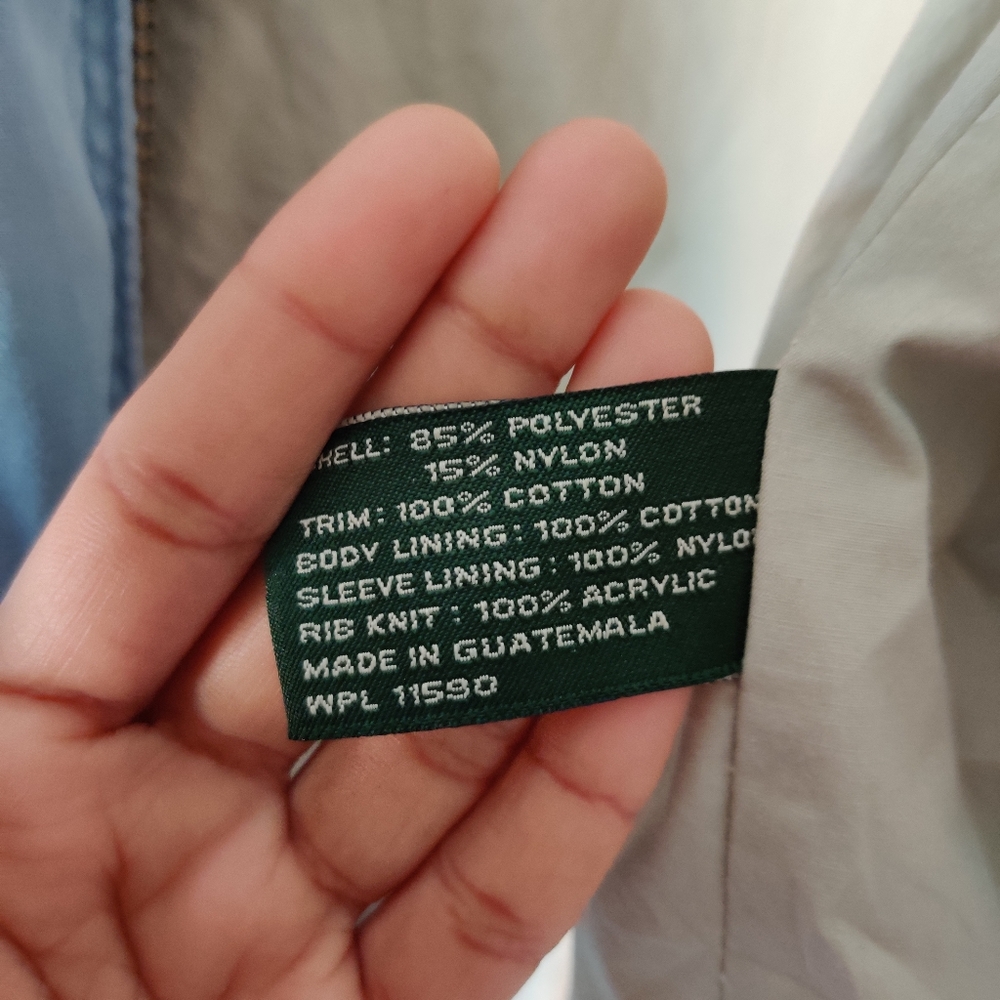 SHELL: 85% POLYESTER
15% NYLON
TRIM: 100% COTTON
BODY LINING: 100% COTTON
SLEEVE LINING: 100% NYLON
RIB KNIT: 100% ACRYLIC
MADE IN GUATEMALA
WPL 11590